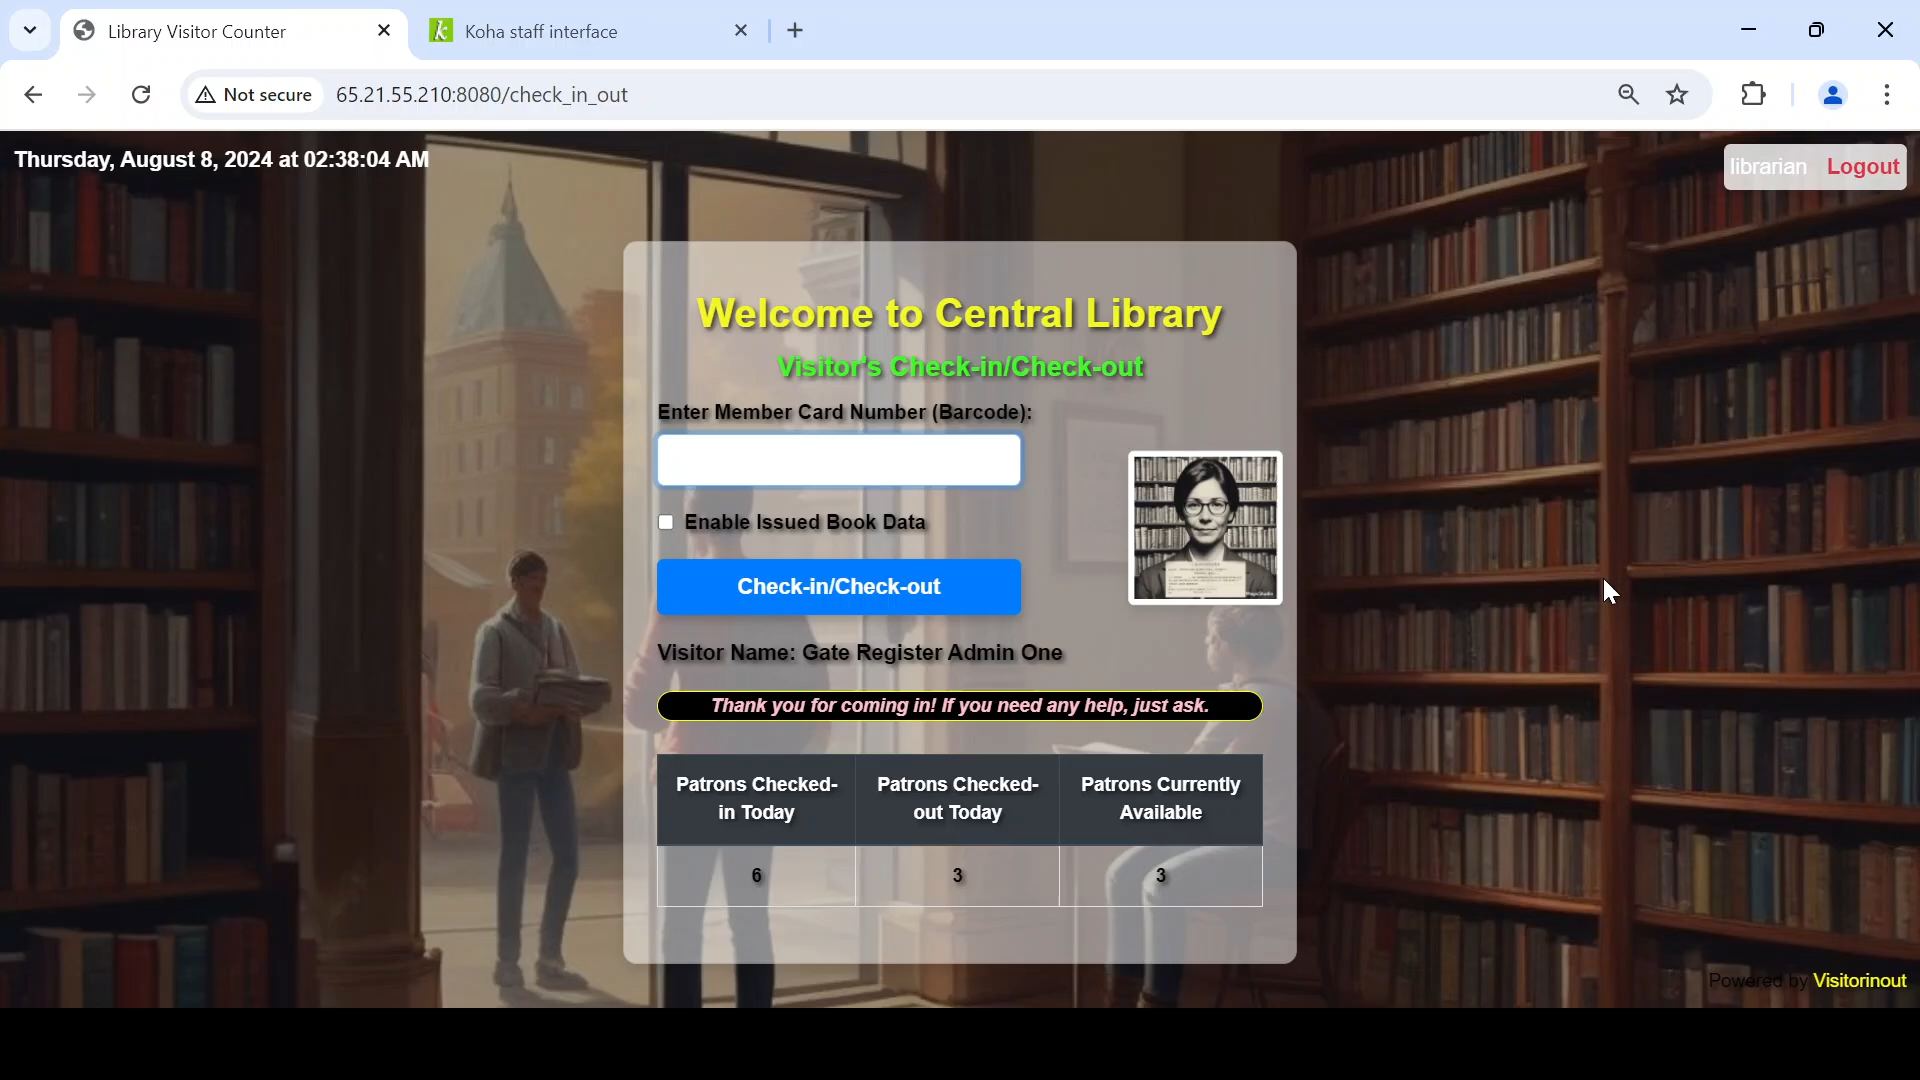 Library Visitor Counter
Koha staff interface
Not secure
65.21.55.210:8080/check_in_out
Thursday, August 8, 2024 at 02:38:04 AM
librarian Logout
Welcome to Central Library
Visitor's Check-in/Check-out
Enter Member Card Number (Barcode):
Enable Issued Book Data
Check-in/Check-out
Visitor Name: Gate Register Admin One
Thank you for coming in! If you need any help, just ask.
Patrons Checked-
in Today
Patrons Checked-
out Today
Patrons Currently
Available
6 3 3
Powered by Visitorinout